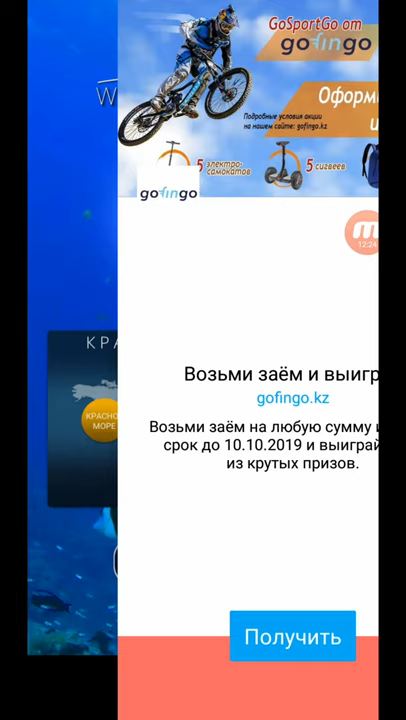 GoSportGo от
gofingo
Оформ
и
Подробные условия акции
на нашем сайте: gofingo.kz
5 электро-
самокатов
5 сигвеев
gofingo
W
12:24
КРА
КРАСНО
МОРЕ
Возьми заём и выигр
gofingo.kz
Возьми заём на любую сумму и
срок до 10.10.2019 и выиграй
из крутых призов.
Получить